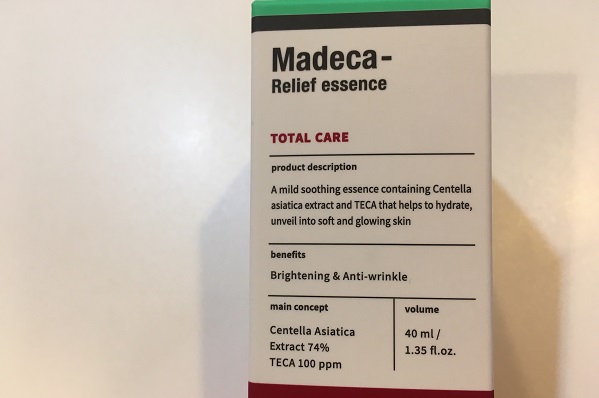 Madeca-
Relief essence
TOTAL CARE
product description
A mild soothing essence containing Centella
asiatica extract and TECA that helps to hydrate,
unveil into soft and glowing skin
benefits
Brightening & Anti-wrinkle
main concept
Centella Asiatica
Extract 74%
TECA 100 ppm
volume
40 ml /
1.35 fl.oz.